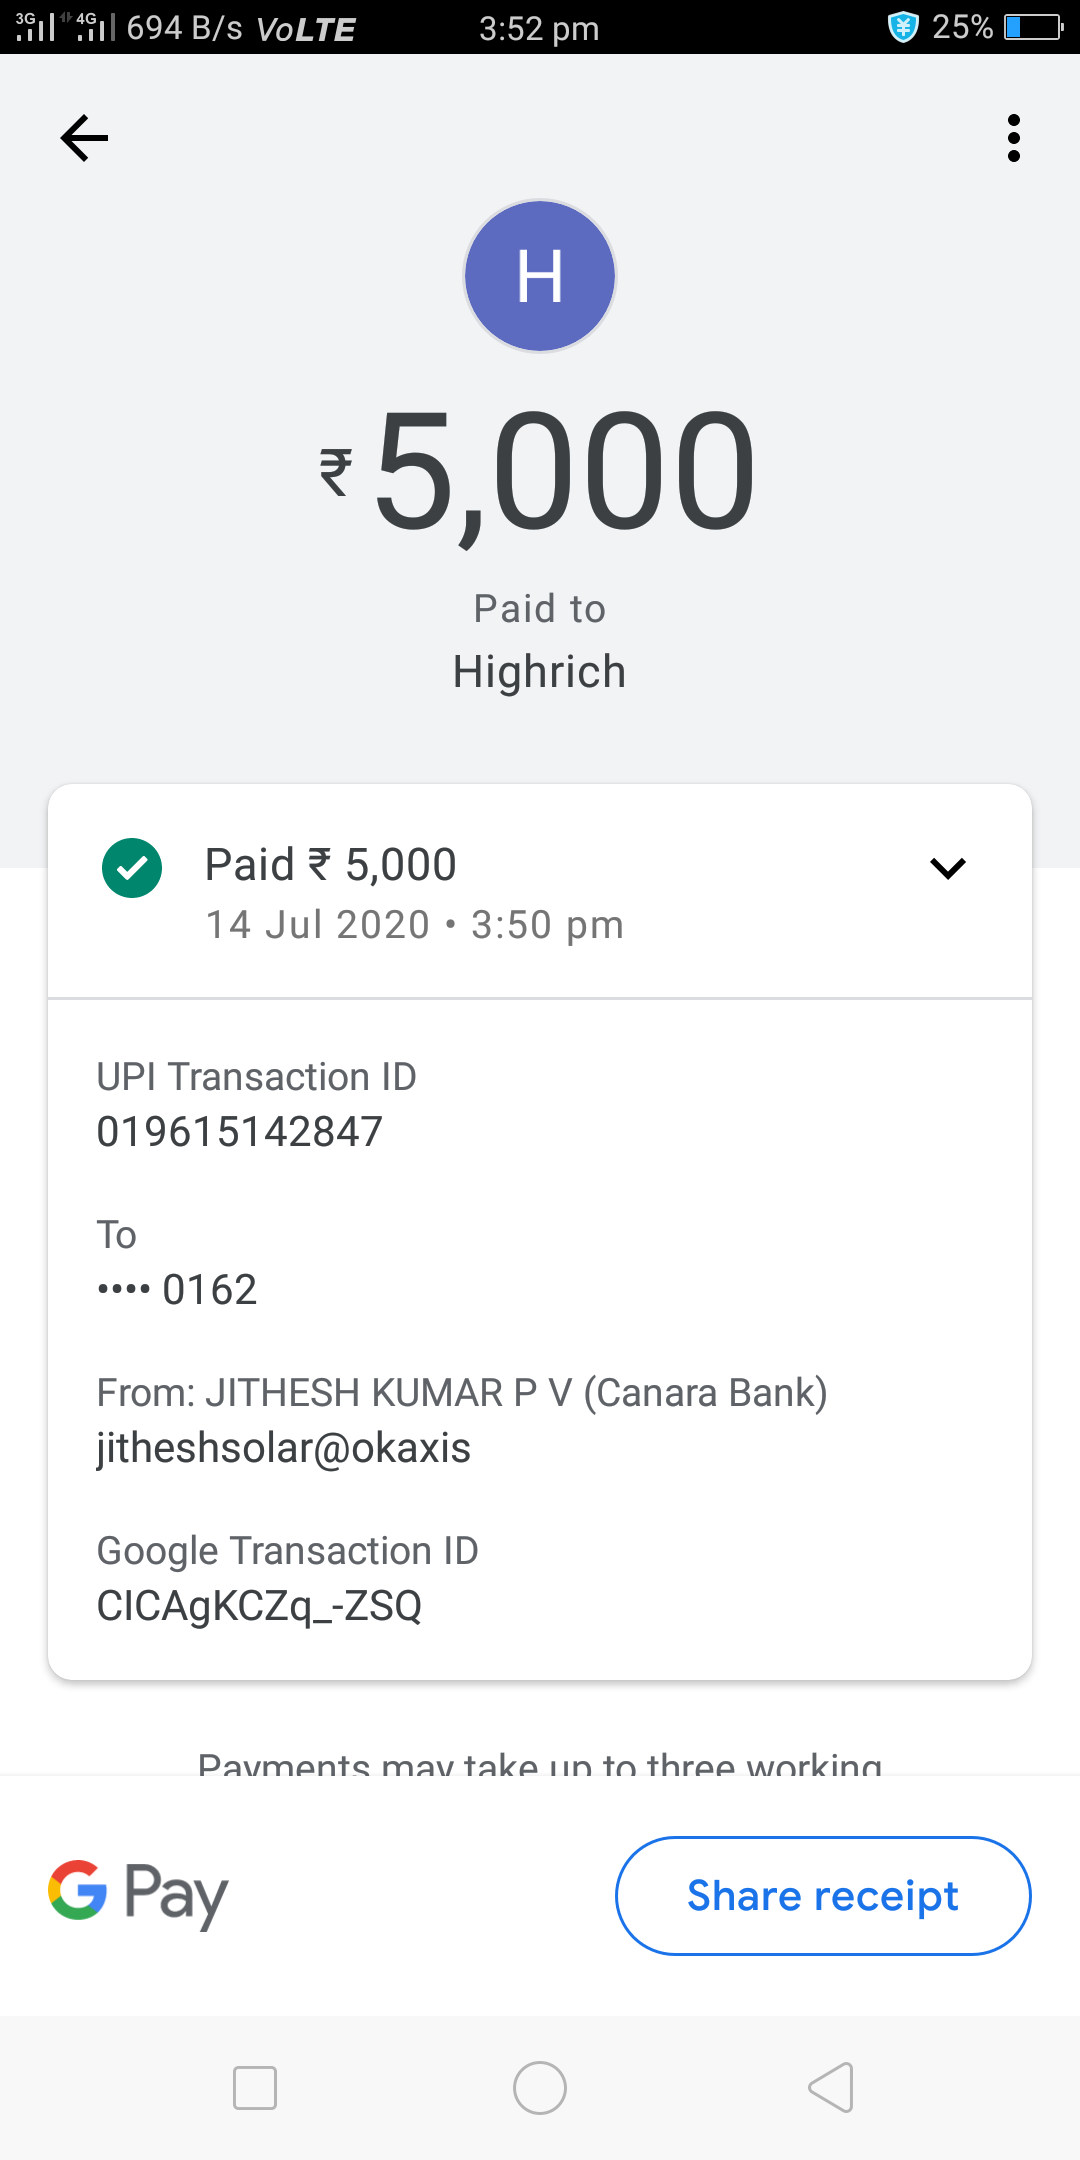 3G 4G 694 B/s VoLTE 3:52 pm 25%
H
₹5,000
Paid to
Highrich
Paid ₹ 5,000
14 Jul 2020 • 3:50 pm
UPI Transaction ID
019615142847
To
•••• 0162
From: JITHESH KUMAR P V (Canara Bank)
jitheshsolar@okaxis
Google Transaction ID
CICAgKCZq_-ZSQ
Payments may take up to three working
G Pay
Share receipt